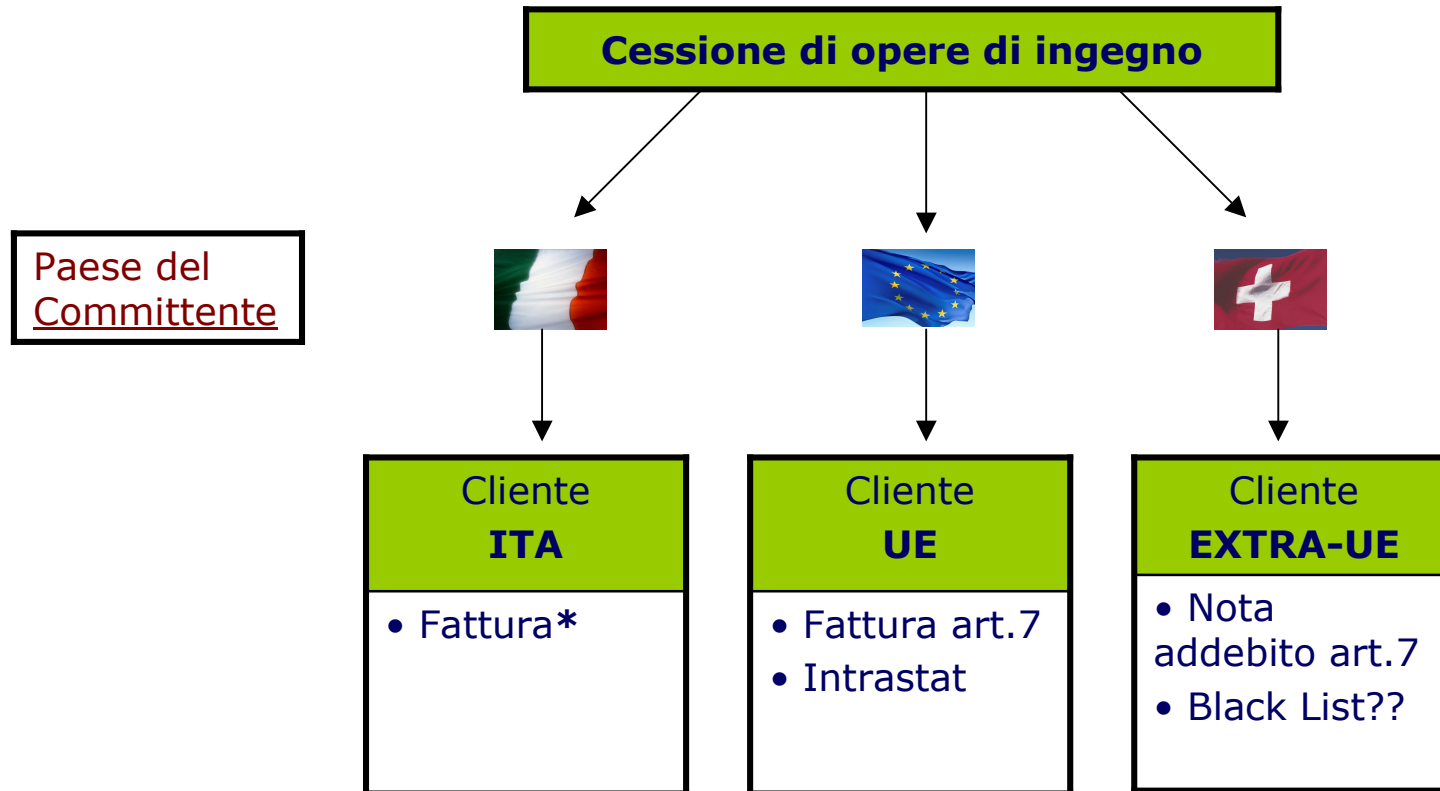 Cessione di opere di ingegno
Paese del
Committente
Cliente
ITA
• Fattura*
Cliente
UE
• Fattura art.7
• Intrastat
Cliente
EXTRA-UE
• Nota
addebito art.7
• Black List??